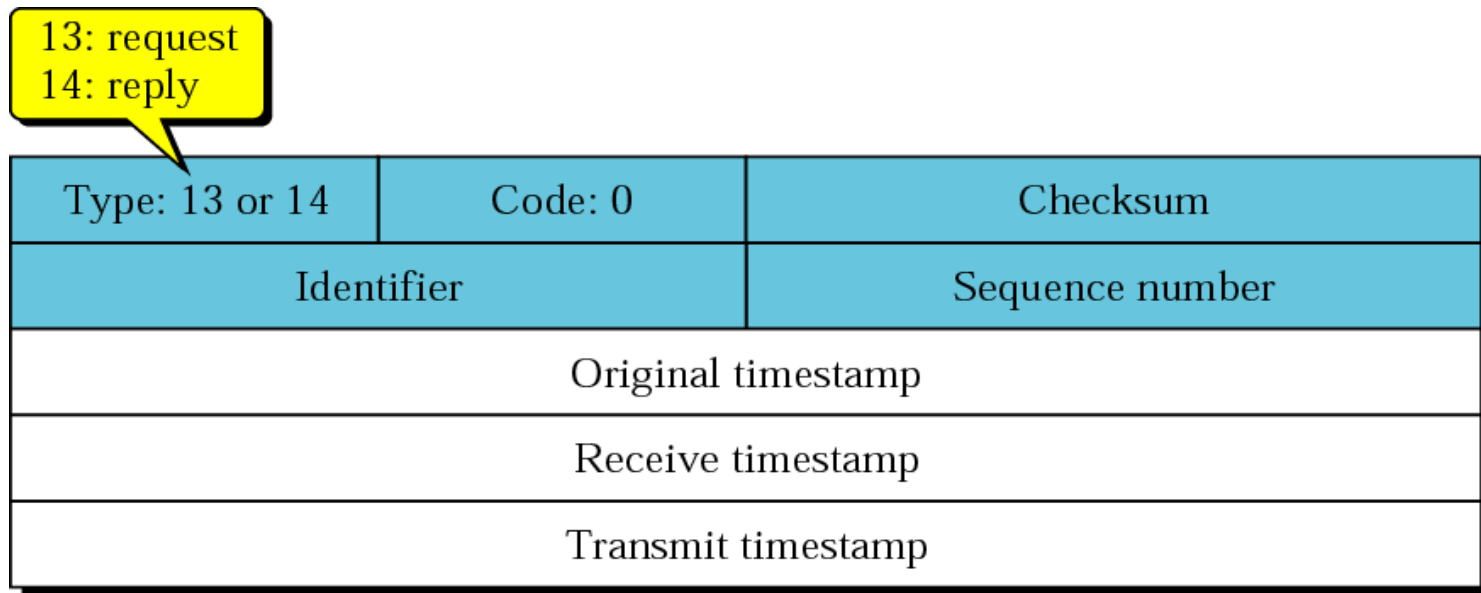 13: request
14: reply
Type: 13 or 14 Code: 0 Checksum
Identifier Sequence number
Original timestamp
Receive timestamp
Transmit timestamp